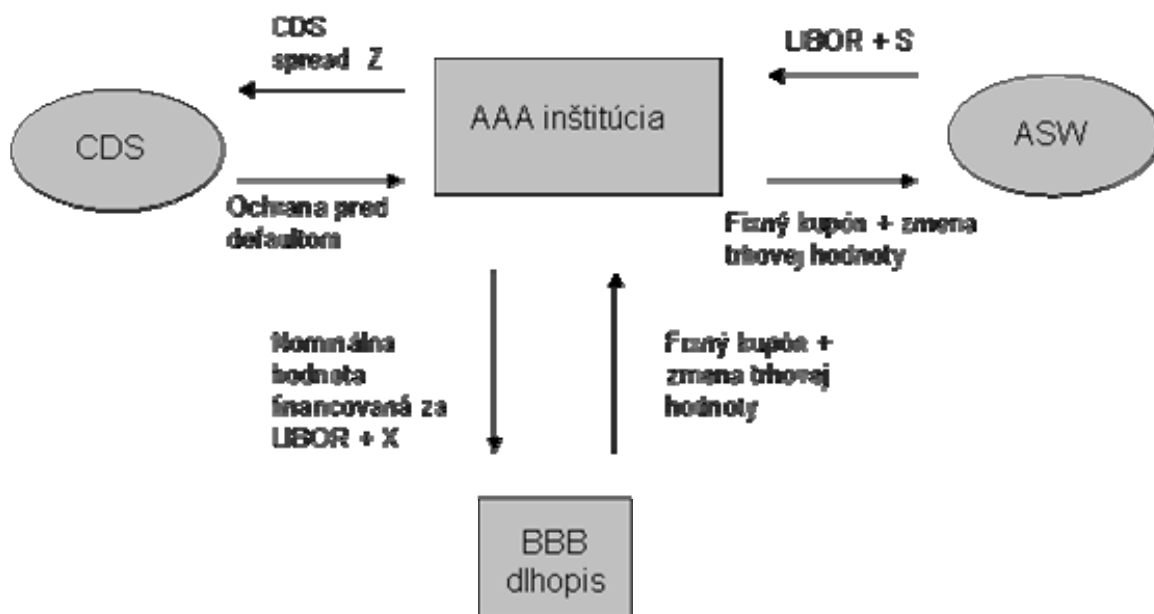 CDS
spread Z
LIBOR + S
AAA inštitúcia
CDS
ASW
Ochrana pred
defaultom
Fixný kupón + zmena
trhovej hodnoty
Nominálna
hodnota
financovaná za
LIBOR + X
Fixný kupón +
zmena trhovej
hodnoty
BBB
dlhopis